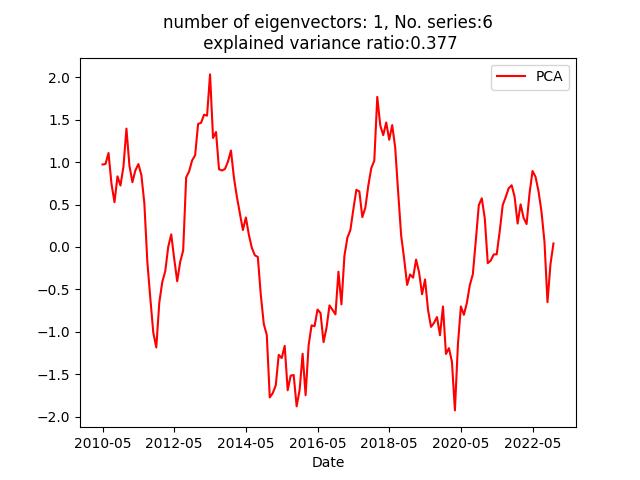 number of eigenvectors: 1, No. series:6
explained variance ratio:0.377
PCA
2.0
1.5
1.0
0.5
0.0
−0.5
−1.0
−1.5
−2.0
2010-05 2012-05 2014-05 2016-05 2018-05 2020-05 2022-05
Date